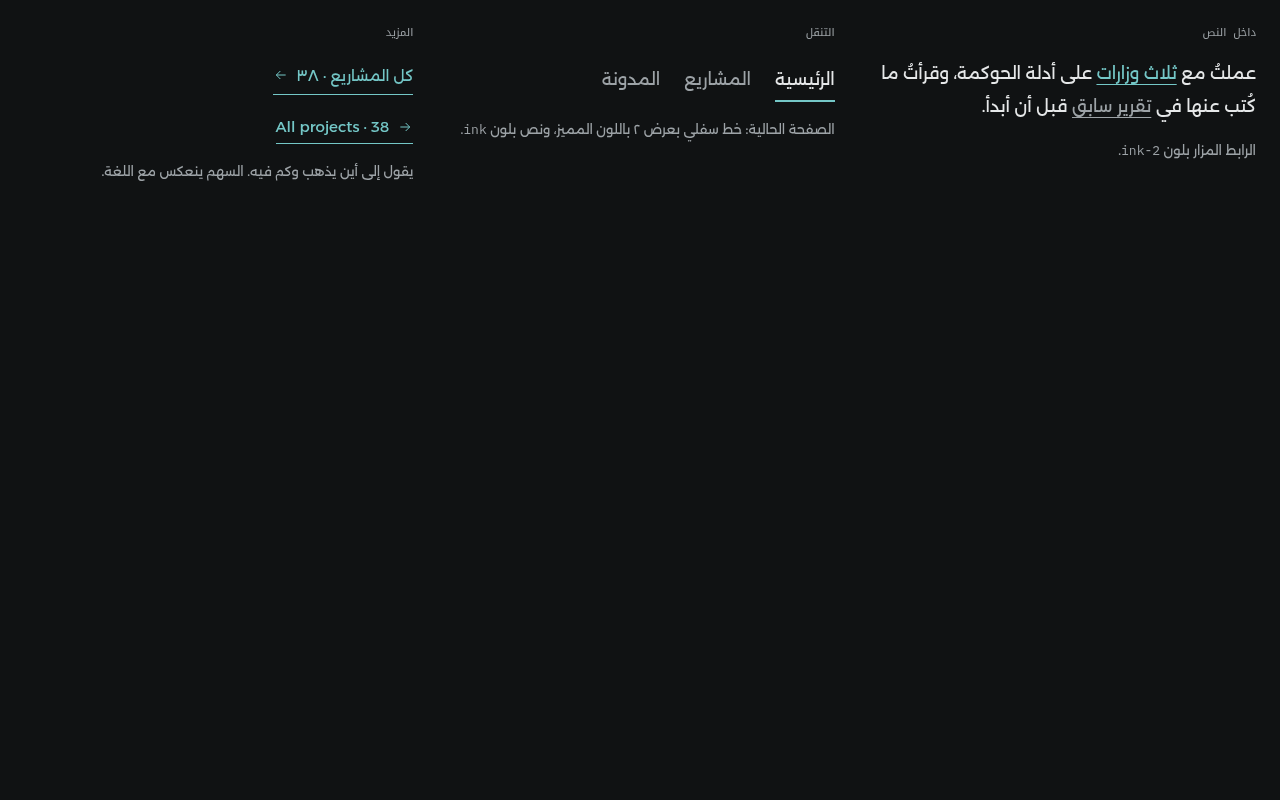 داخل النص
عملتُ مع ثلاث وزارات على أدلة الحوكمة، وقرأتُ ما
كُتب عنها في تقرير سابق قبل أن أبدأ.
الرابط المزار بلون ink-2.
التنقل
الرئيسية المشاريع المدونة
الصفحة الحالية: خط سفلي بعرض ٢ باللون المميز، ونص بلون ink.
المزيد
كل المشاريع · ٣٨ ←
All projects · 38 →
يقول إلى أين يذهب وكم فيه. السهم ينعكس مع اللغة.